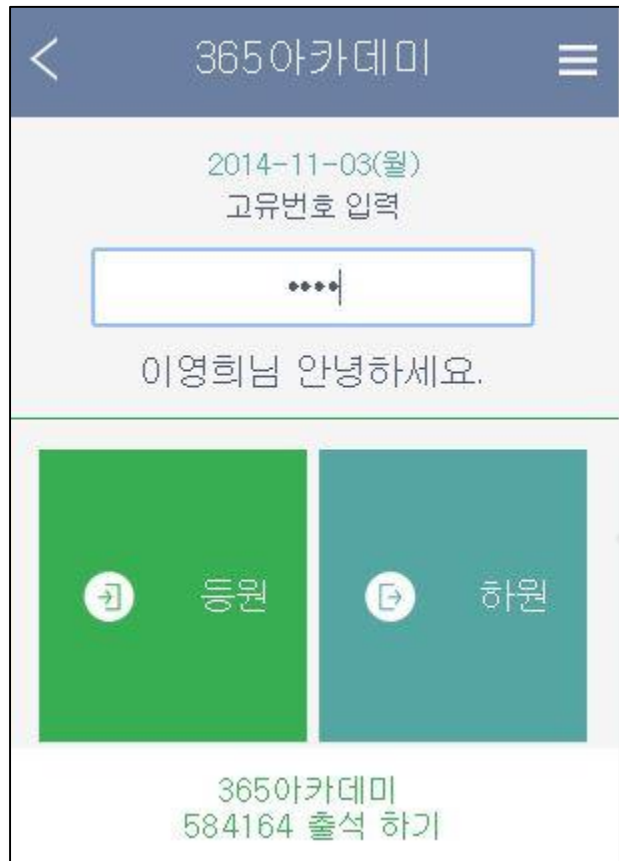 365아카데미
2014-11-03(월)
고유번호 입력
••••
이영희님 안녕하세요.
등원
하원
365아카데미
584164 출석 하기